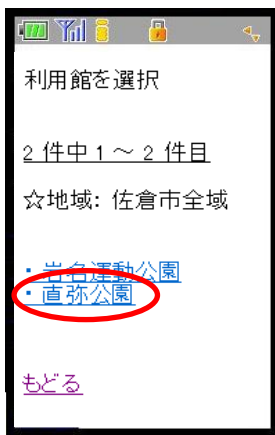 利用館を選択
2 件中 1 ～ 2 件目
☆地域: 佐倉市全域
・岩名運動公園
・直弥公園
もどる